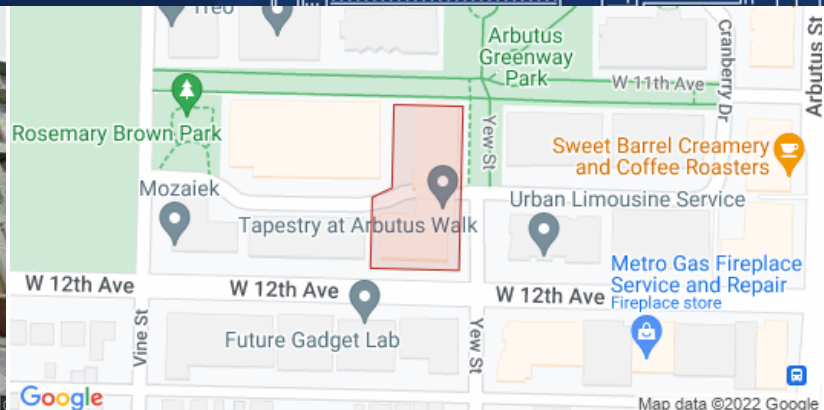 Arbutus
Greenway
Park
Cranberry Dr
Arbutus St
W 11th Ave
Rosemary Brown Park
Yew St
Sweet Barrel Creamery
and Coffee Roasters
Mozaiek
Urban Limousine Service
Tapestry at Arbutus Walk
Metro Gas Fireplace
Service and Repair
Fireplace store
W 12th Ave
W 12th Ave
W 12th Ave
Vine St
Future Gadget Lab
Yew St
Google
Map data ©2022 Google